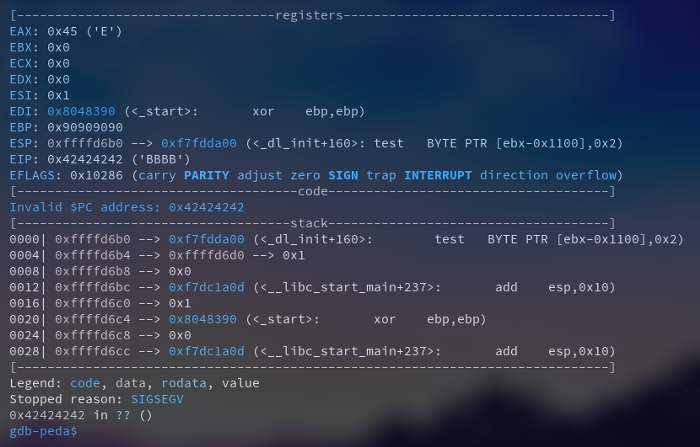 [----------------------------------registers-----------------------------------]
EAX: 0x45 ('E')
EBX: 0x0
ECX: 0x0
EDX: 0x0
ESI: 0x1
EDI: 0x8048390 (<_start>: xor ebp,ebp)
EBP: 0x90909090
ESP: 0xffffd6b0 --> 0xf7fdda00 (<_dl_init+160>: test BYTE PTR [ebx-0x1100],0x2)
EIP: 0x42424242 ('BBBB')
EFLAGS: 0x10286 (carry PARITY adjust zero SIGN trap INTERRUPT direction overflow)
[-------------------------------------code-------------------------------------]
Invalid $PC address: 0x42424242
[------------------------------------stack-------------------------------------]
0000| 0xffffd6b0 --> 0xf7fdda00 (<_dl_init+160>: test BYTE PTR [ebx-0x1100],0x2)
0004| 0xffffd6b4 --> 0xffffd6d0 --> 0x1
0008| 0xffffd6b8 --> 0x0
0012| 0xffffd6bc --> 0xf7dc1a0d (<__libc_start_main+237>: add esp,0x10)
0016| 0xffffd6c0 --> 0x1
0020| 0xffffd6c4 --> 0x8048390 (<_start>: xor ebp,ebp)
0024| 0xffffd6c8 --> 0x0
0028| 0xffffd6cc --> 0xf7dc1a0d (<__libc_start_main+237>: add esp,0x10)
[------------------------------------------------------------------------------]
Legend: code, data, rodata, value
Stopped reason: SIGSEGV
0x42424242 in ?? ()
gdb-peda$